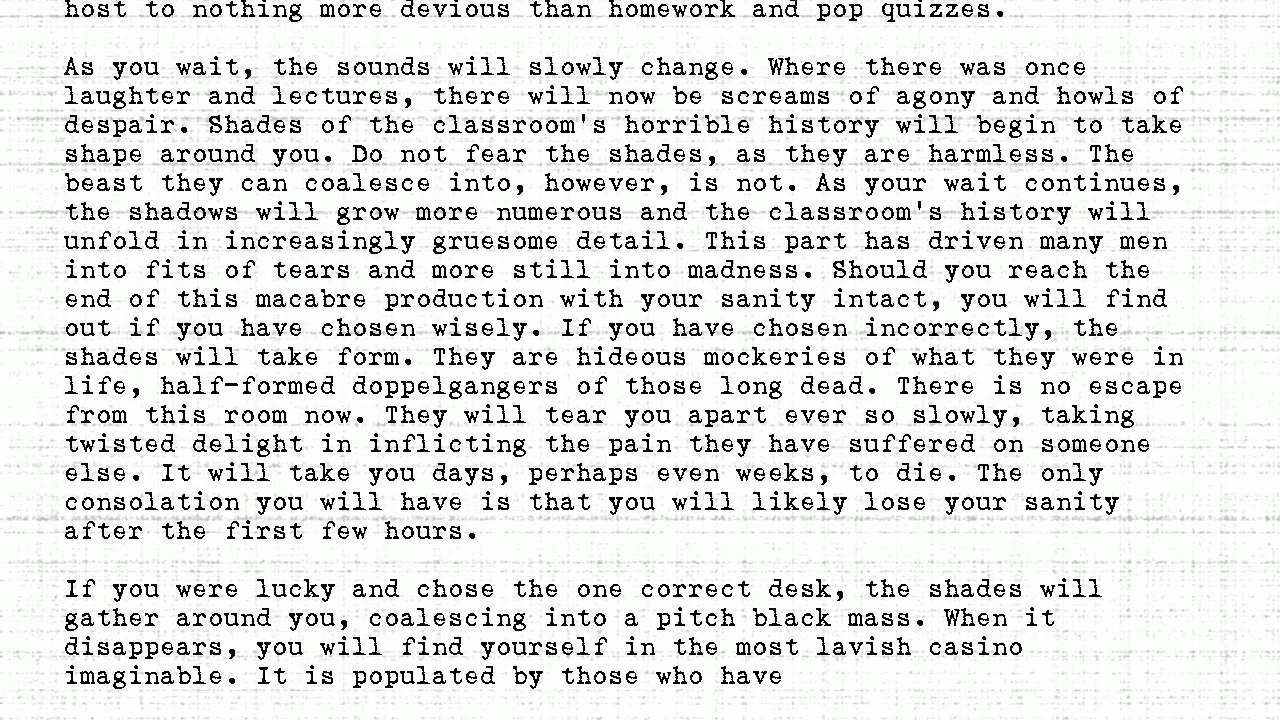 host to nothing more devious than homework and pop quizzes.
As you wait, the sounds will slowly change. Where there was once
laughter and lectures, there will now be screams of agony and howls of
despair. Shades of the classroom's horrible history will begin to take
shape around you. Do not fear the shades, as they are harmless. The
beast they can coalesce into, however, is not. As your wait continues,
the shadows will grow more numerous and the classroom's history will
unfold in increasingly gruesome detail. This part has driven many men
into fits of tears and more still into madness. Should you reach the
end of this macabre production with your sanity intact, you will find
out if you have chosen wisely. If you have chosen incorrectly, the
shades will take form. They are hideous mockeries of what they were in
life, half-formed doppelgangers of those long dead. There is no escape
from this room now. They will tear you apart ever so slowly, taking
twisted delight in inflicting the pain they have suffered on someone
else. It will take you days, perhaps even weeks, to die. The only
consolation you will have is that you will likely lose your sanity
after the first few hours.
If you were lucky and chose the one correct desk, the shades will
gather around you, coalescing into a pitch black mass. When it
disappears, you will find yourself in the most lavish casino
imaginable. It is populated by those who have